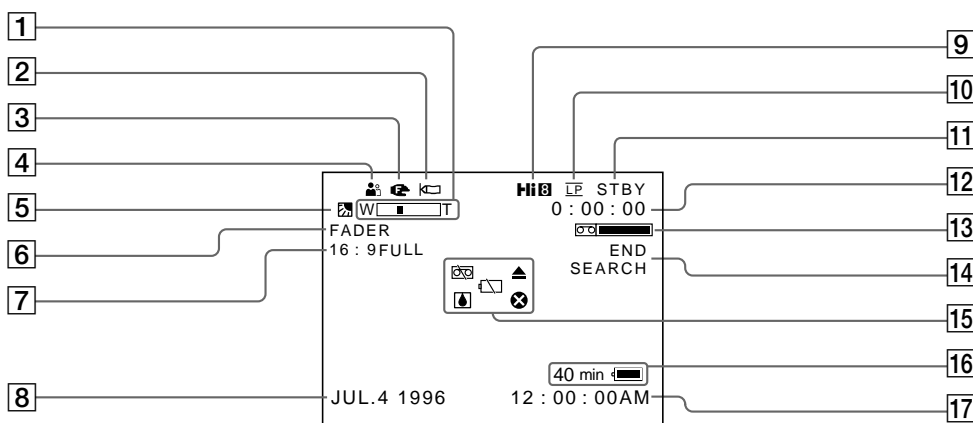 1
2
3
4
5
6
7
8
W T
FADER
16 : 9FULL
Hi8 LP STBY
0 : 00 : 00
END
SEARCH
40 min
JUL.4 1996
12 : 00 : 00AM
9
10
11
12
13
14
15
16
17